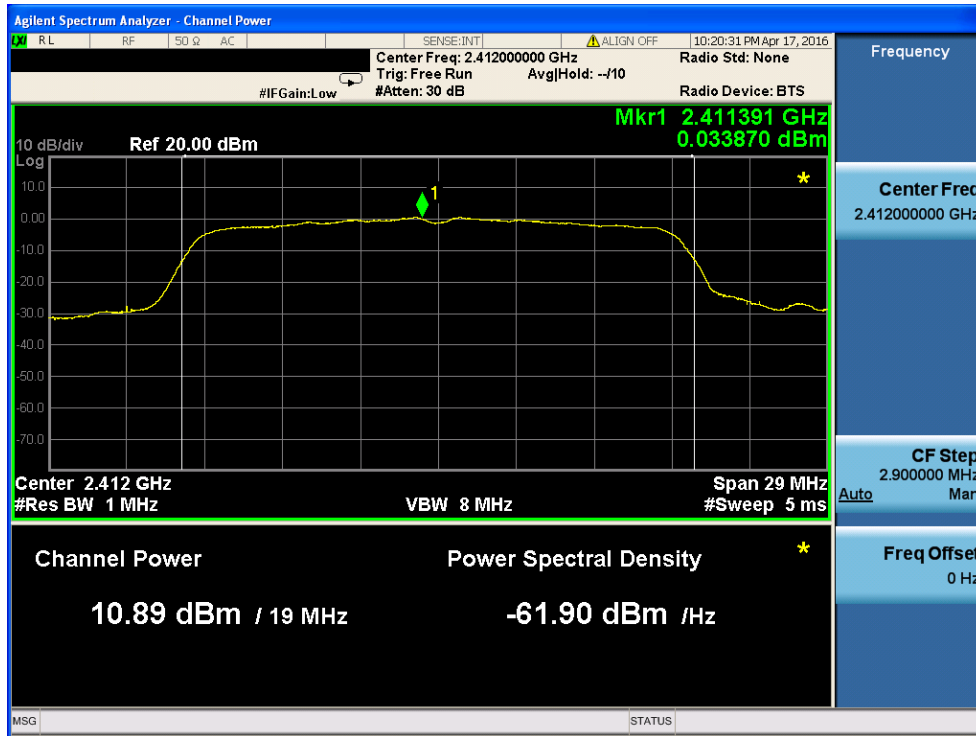 Agilent Spectrum Analyzer - Channel Power
LXI RL RF 50 Ω AC SENSE:INT ALIGN OFF 10:20:31 PM Apr 17, 2016
Center Freq: 2.412000000 GHz Radio Std: None
Trig: Free Run Avg|Hold: --/10
#IFGain:Low #Atten: 30 dB Radio Device: BTS
Mkr1 2.411391 GHz
0.033870 dBm
10 dB/div Ref 20.00 dBm
Log
10.0
1
0.00
-10.0
-20.0
-30.0
-40.0
-50.0
-60.0
-70.0
Center 2.412 GHz Span 29 MHz
#Res BW 1 MHz VBW 8 MHz #Sweep 5 ms
Channel Power Power Spectral Density
10.89 dBm / 19 MHz -61.90 dBm /Hz
MSG STATUS
Frequency
Center Freq
2.412000000 GHz
CF Step
2.900000 MHz
Auto Man
Freq Offset
0 Hz